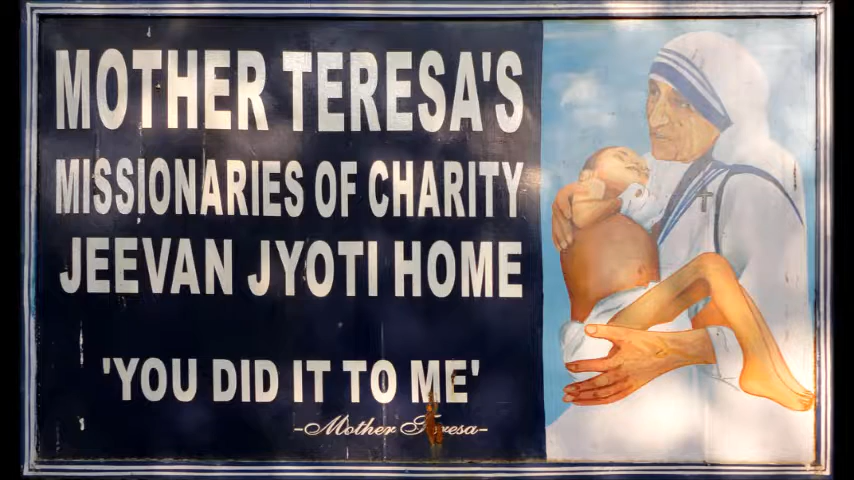 MOTHER TERESA'S
MISSIONARIES OF CHARITY
JEEVAN JYOTI HOME
'YOU DID IT TO ME'
-Mother Teresa-